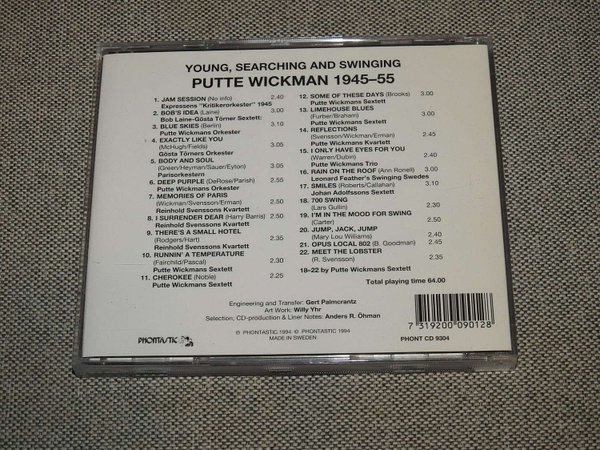 YOUNG, SEARCHING AND SWINGING
PUTTE WICKMAN 1945–55
1. JAM SESSION (No info) 2.40
Expressens "Kritikerorkester" 1945
2. BOB'S IDEA (Laine) 3.00
Bob Laine-Gösta Törner Sextett:
3. BLUE SKIES (Berlin) 3.10
Putte Wickmans Orkester
4. EXACTLY LIKE YOU
(McHugh/Fields) 3.05
Gösta Törners Orkester
5. BODY AND SOUL
(Green/Heyman/Sauer/Eyton) 3.05
Parisorkestern
6. DEEP PURPLE (DeRose/Parish) 2.55
Putte Wickmans Orkester
7. MEMORIES OF PARIS
(Wickman/Svensson/Erman) 2.50
Reinhold Svenssons Kvartett
8. I SURRENDER DEAR (Harry Barris) 2.50
Reinhold Svenssons Kvartett
9. THERE'S A SMALL HOTEL
(Rodgers/Hart) 2.35
Reinhold Svenssons Kvartett
10. RUNNIN' A TEMPERATURE
(Fairchild/Pascal) 2.30
Putte Wickmans Sextett
11. CHEROKEE (Noble) 2.25
Putte Wickmans Sextett
12. SOME OF THESE DAYS (Brooks) 3.00
Putte Wickmans Sextett
13. LIMEHOUSE BLUES
(Furber/Braham)
Putte Wickmans Sextett
14. REFLECTIONS
(Svensson/Wickman/Erman) 2.45
Putte Wickmans Kvartett
15. I ONLY HAVE EYES FOR YOU
(Warren/Dubin) 2.40
Putte Wickmans Trio
16. RAIN ON THE ROOF (Ann Ronell) 3.00
Leonard Feather's Swinging Swedes
17. SMILES (Roberts/Callahan) 3.10
Johan Adolfssons Sextett
18. 700 SWING
(Lars Gullin) 2.30
19. I'M IN THE MOOD FOR SWING
(Carter) 2.50
20. JUMP, JACK, JUMP
(Mary Lou Williams) 2.40
21. OPUS LOCAL 802 (B. Goodman) 2.45
22. MEET THE LOBSTER
(R. Svensson) 2.35
18–22 by Putte Wickmans Sextett
Total playing time 64.00
Engineering and Transfer: Gert Palmcrantz
Art Work: Willy Yhr
Selection; CD-production & Liner Notes: Anders R. Öhman
PHONTASTIC
℗ PHONTASTIC 1994 © PHONTASTIC 1994
MADE IN SWEDEN
7 319200 090128
PHONT CD 9304